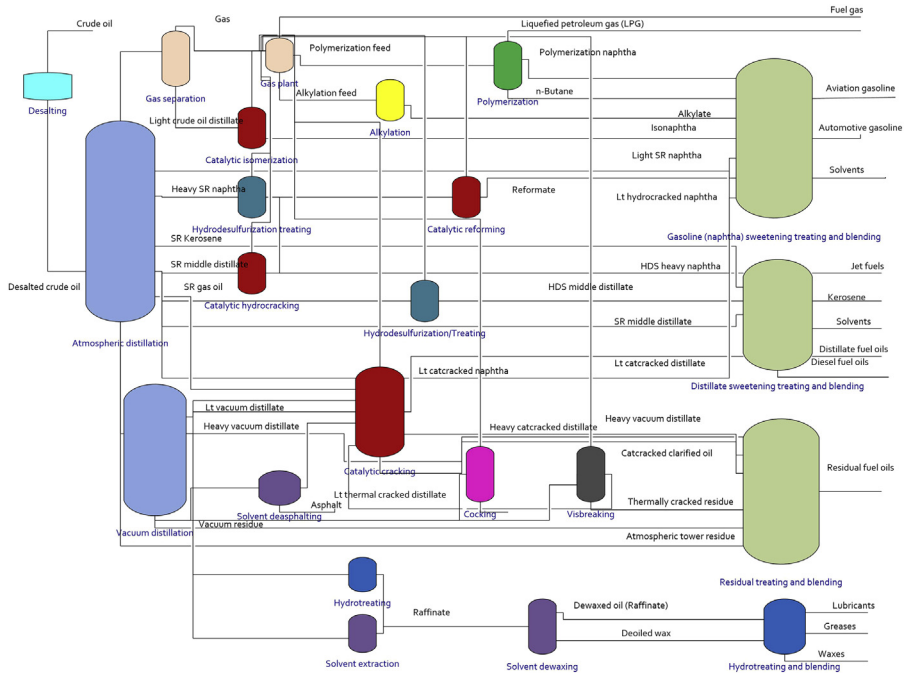 Fuel gas
Crude oil
Gas
Liquefied petroleum gas (LPG)
Polymerization feed
Polymerization naphtha
Gas plant
n-Butane
Aviation gasoline
Alkylation feed
Gas separation
Polymerization
Desalting
Light crude oil distillate
Alkylate
Alkylation
Isonaphtha
Automotive gasoline
Catalytic isomerization
Light SR naphtha
Solvents
Heavy SR naphtha
Reformate
Lt hydrocracked naphtha
Hydrodesulfurization treating
Catalytic reforming
SR Kerosene
Gasoline (naphtha) sweetening treating and blending
SR middle distillate
HDS heavy naphtha
Jet fuels
Desalted crude oil
SR gas oil
HDS middle distillate
Kerosene
Catalytic hydrocracking
SR middle distillate
Solvents
Hydrodesulfurization/Treating
Atmospheric distillation
Distillate fuel oils
Lt catcracked distillate
Diesel fuel oils
Lt catcracked naphtha
Distillate sweetening treating and blending
Lt vacuum distillate
Heavy vacuum distillate
Heavy vacuum distillate
Heavy catcracked distillate
Catcracked clarified oil
Catalytic cracking
Residual fuel oils
Lt thermal cracked distillate
Asphalt
Thermally cracked residue
Solvent deasphalting
Cocking
Visbreaking
Vacuum residue
Vacuum distillation
Atmospheric tower residue
Residual treating and blending
Hydrotreating
Dewaxed oil (Raffinate)
Lubricants
Raffinate
Greases
Deoiled wax
Waxes
Solvent extraction
Solvent dewaxing
Hydrotreating and blending